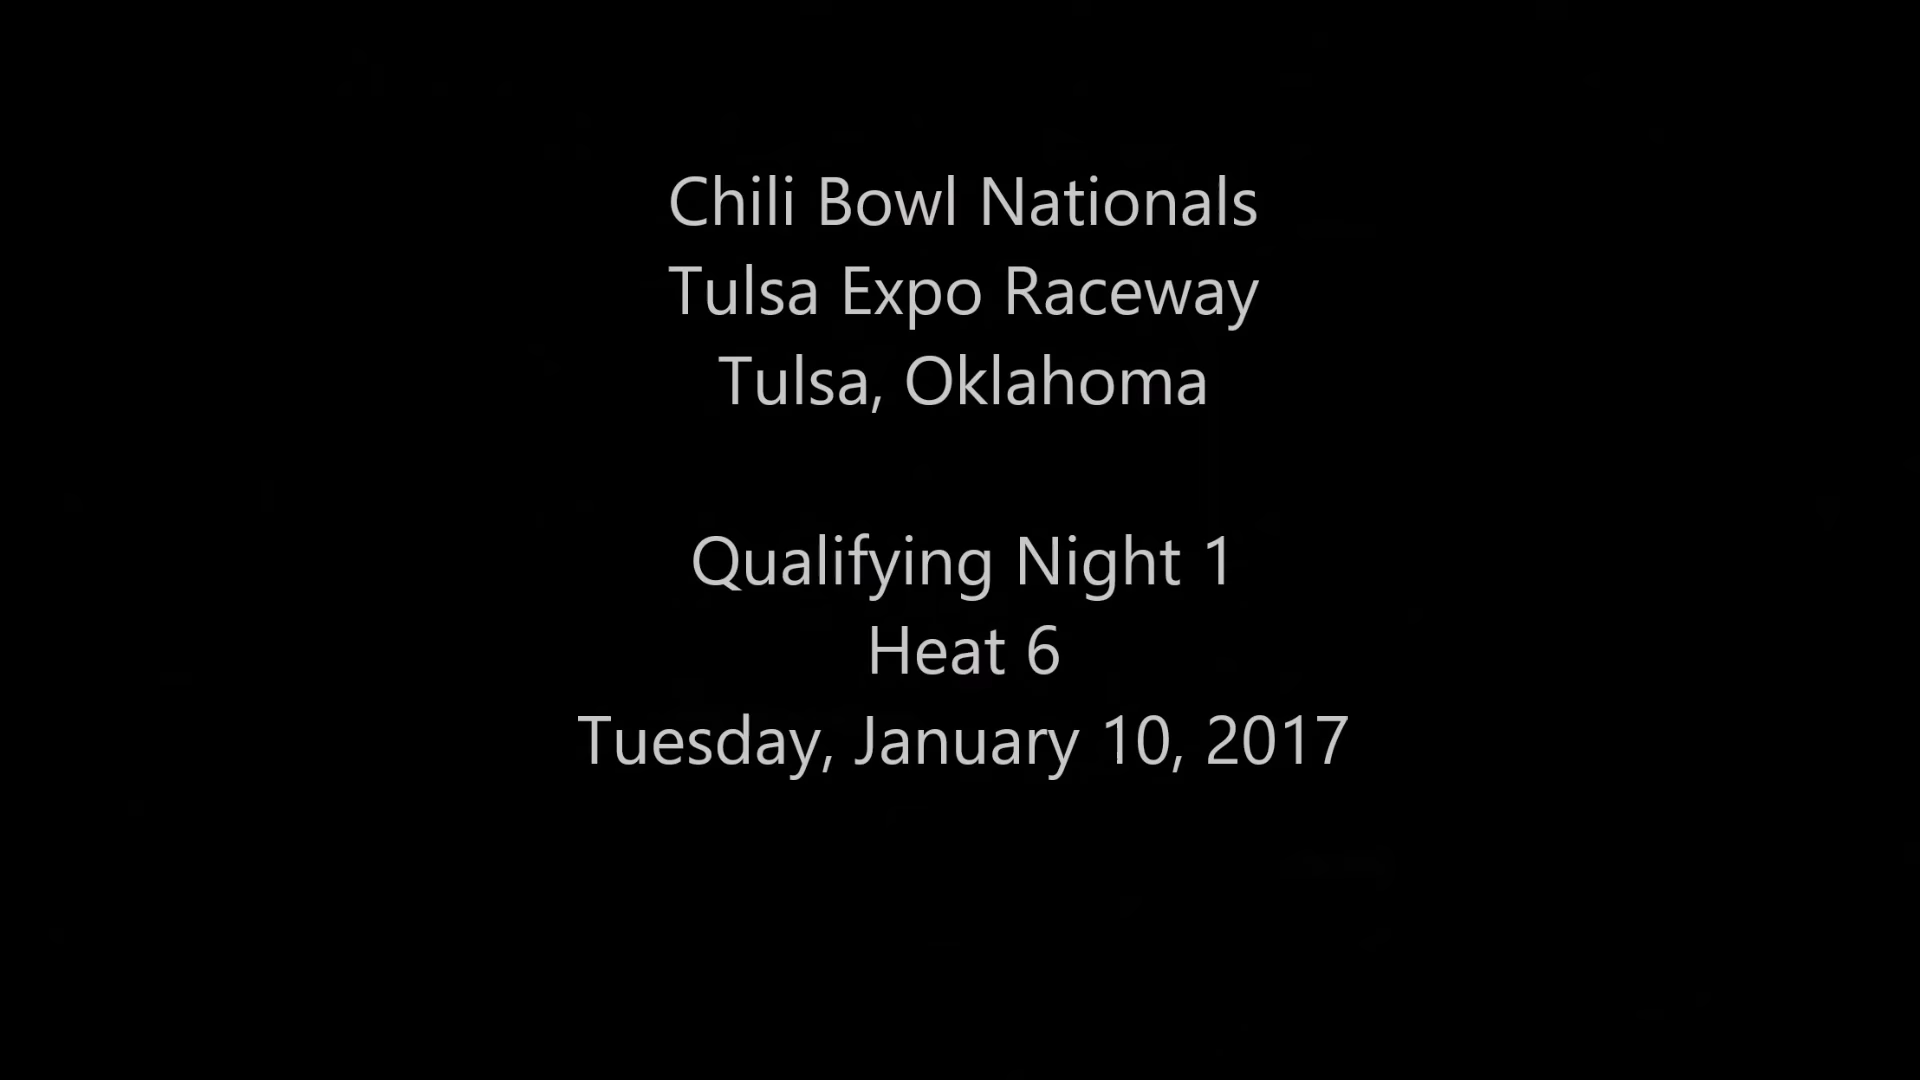 Chili Bowl Nationals
Tulsa Expo Raceway
Tulsa, Oklahoma
Qualifying Night 1
Heat 6
Tuesday, January 10, 2017